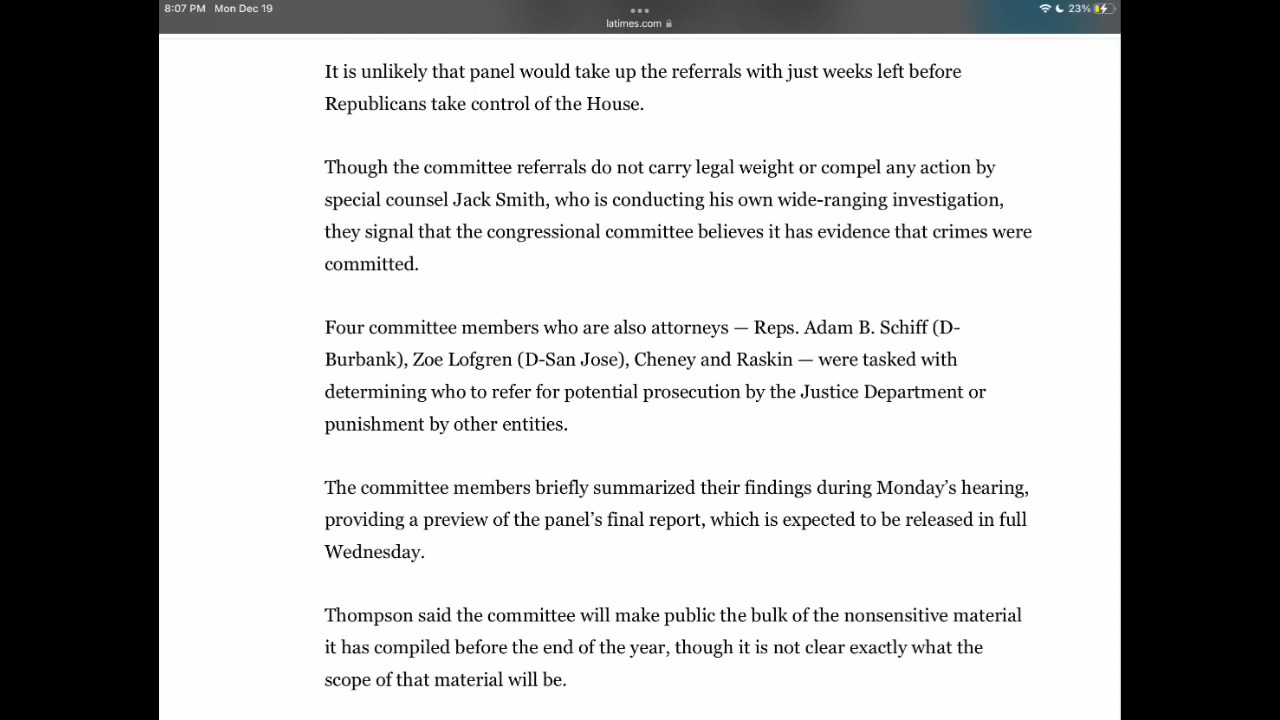 8:07 PM Mon Dec 19
23%
latimes.com
It is unlikely that panel would take up the referrals with just weeks left before
Republicans take control of the House.
Though the committee referrals do not carry legal weight or compel any action by
special counsel Jack Smith, who is conducting his own wide-ranging investigation,
they signal that the congressional committee believes it has evidence that crimes were
committed.
Four committee members who are also attorneys — Reps. Adam B. Schiff (D-
Burbank), Zoe Lofgren (D-San Jose), Cheney and Raskin — were tasked with
determining who to refer for potential prosecution by the Justice Department or
punishment by other entities.
The committee members briefly summarized their findings during Monday’s hearing,
providing a preview of the panel’s final report, which is expected to be released in full
Wednesday.
Thompson said the committee will make public the bulk of the nonsensitive material
it has compiled before the end of the year, though it is not clear exactly what the
scope of that material will be.